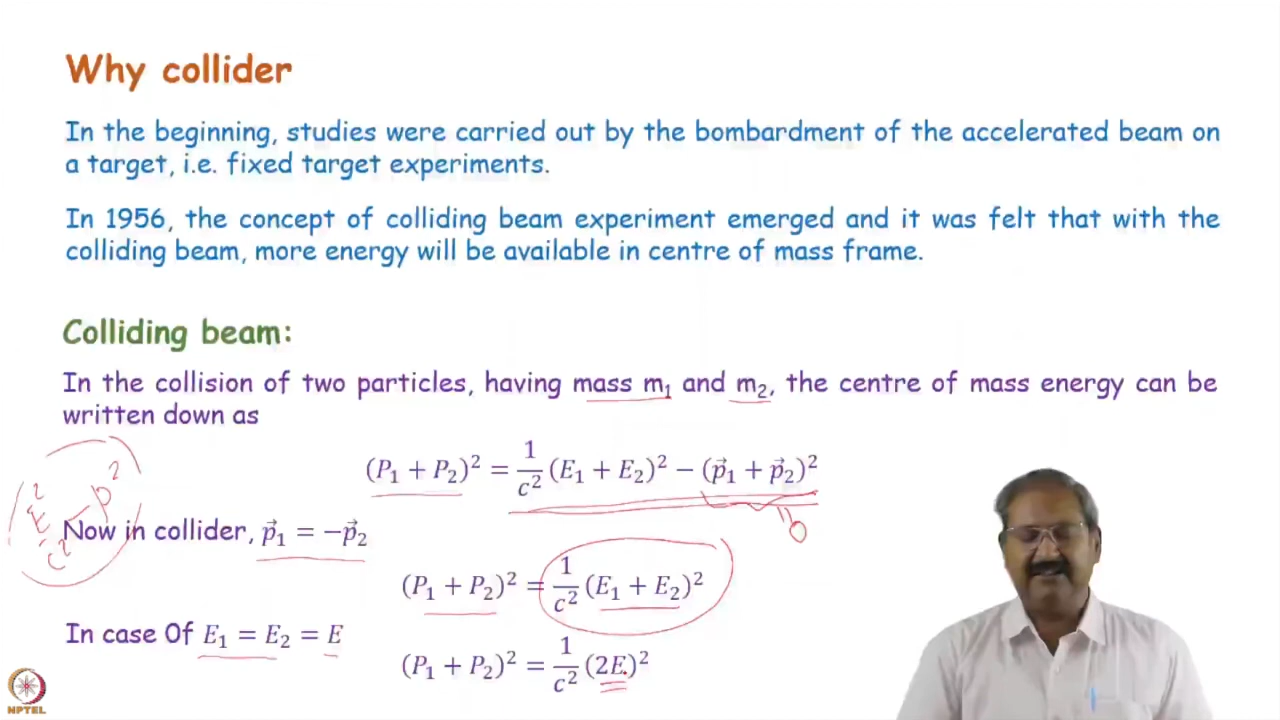 Why collider
In the beginning, studies were carried out by the bombardment of the accelerated beam on
a target, i.e. fixed target experiments.
In 1956, the concept of colliding beam experiment emerged and it was felt that with the
colliding beam, more energy will be available in centre of mass frame.
Colliding beam:
In the collision of two particles, having mass m₁ and m₂, the centre of mass energy can be
written down as
(P₁ + P₂)² = 1/c² (E₁ + E₂)² − (p⃗₁ + p⃗₂)²
E²/c² − p²
= 0
Now in collider, p⃗₁ = −p⃗₂
(P₁ + P₂)² = 1/c² (E₁ + E₂)²
In case Of E₁ = E₂ = E
(P₁ + P₂)² = 1/c² (2E)²
NPTEL